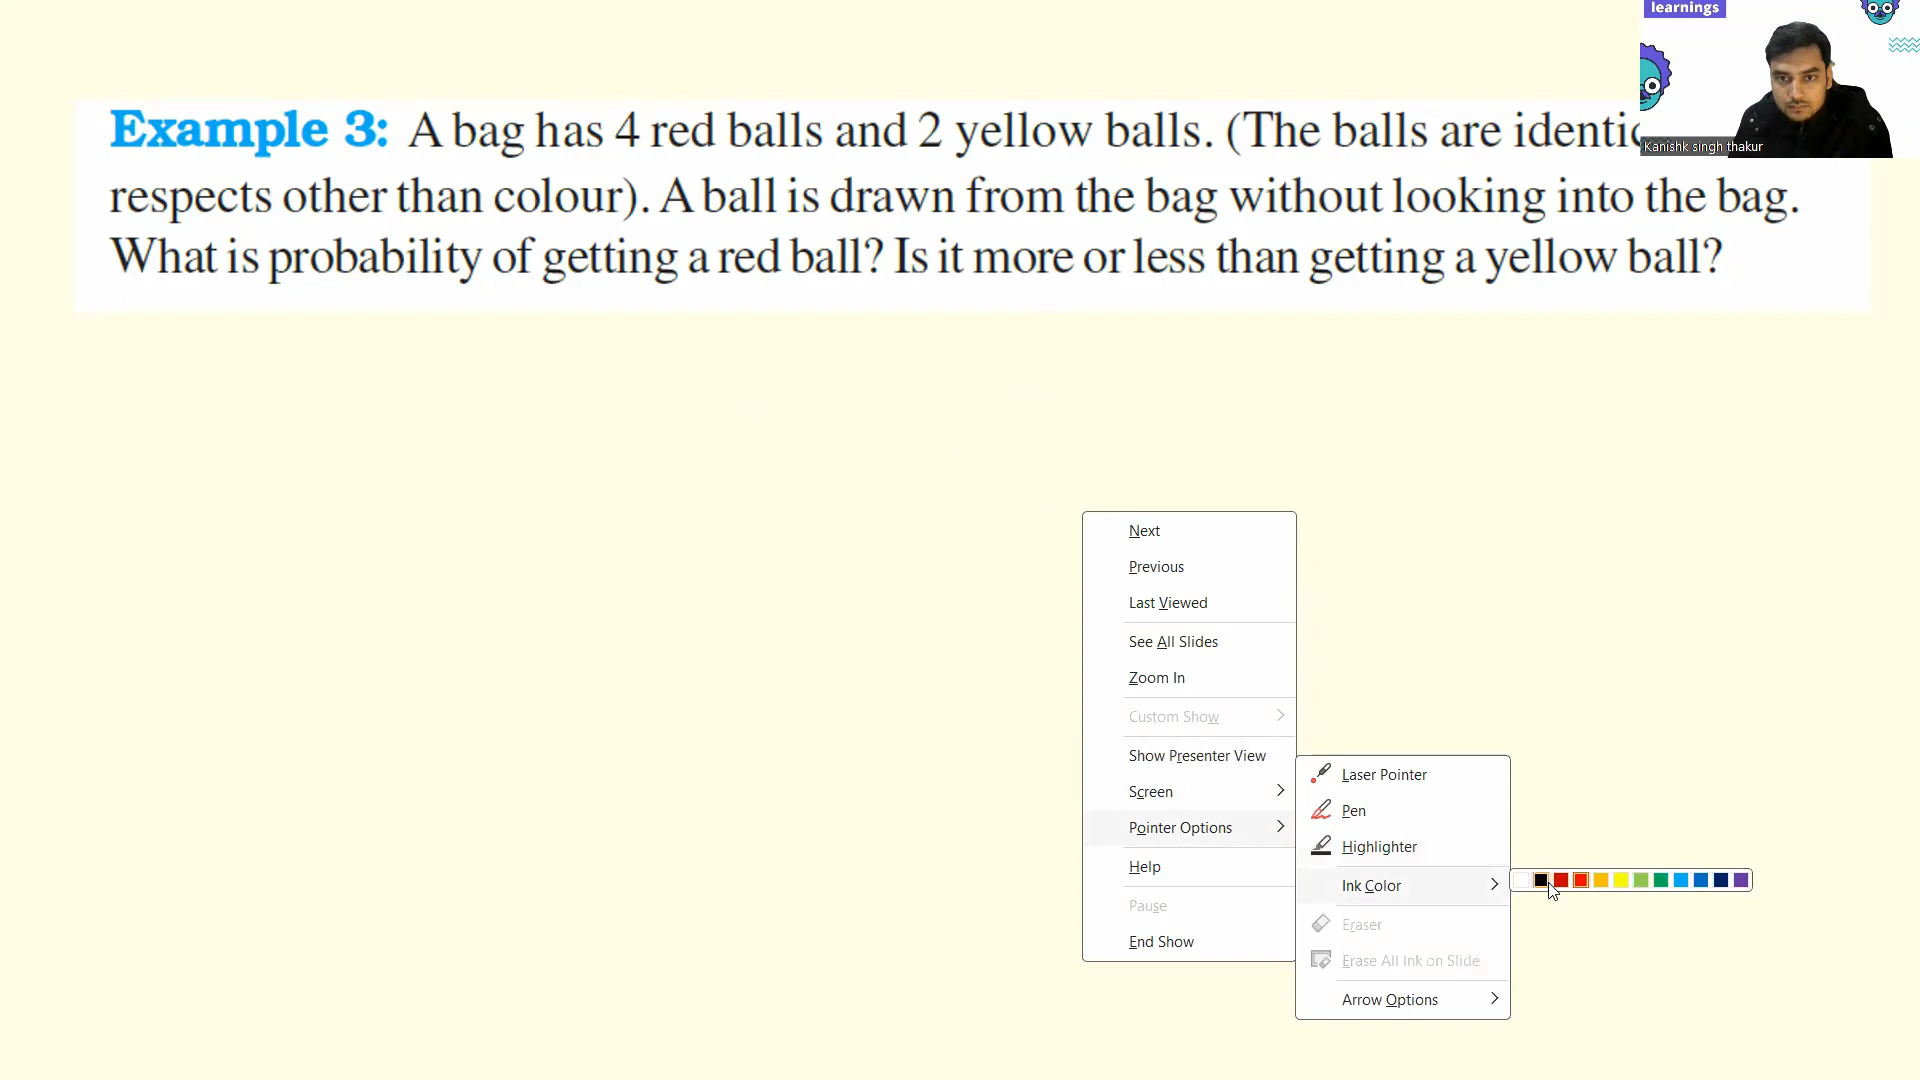 learnings
Kanishk singh thakur
Example 3: A bag has 4 red balls and 2 yellow balls. (The balls are identic
respects other than colour). A ball is drawn from the bag without looking into the bag.
What is probability of getting a red ball? Is it more or less than getting a yellow ball?
Next
Previous
Last Viewed
See All Slides
Zoom In
Custom Show
Show Presenter View
Screen
Pointer Options
Help
Pause
End Show
Laser Pointer
Pen
Highlighter
Ink Color
Eraser
Erase All Ink on Slide
Arrow Options